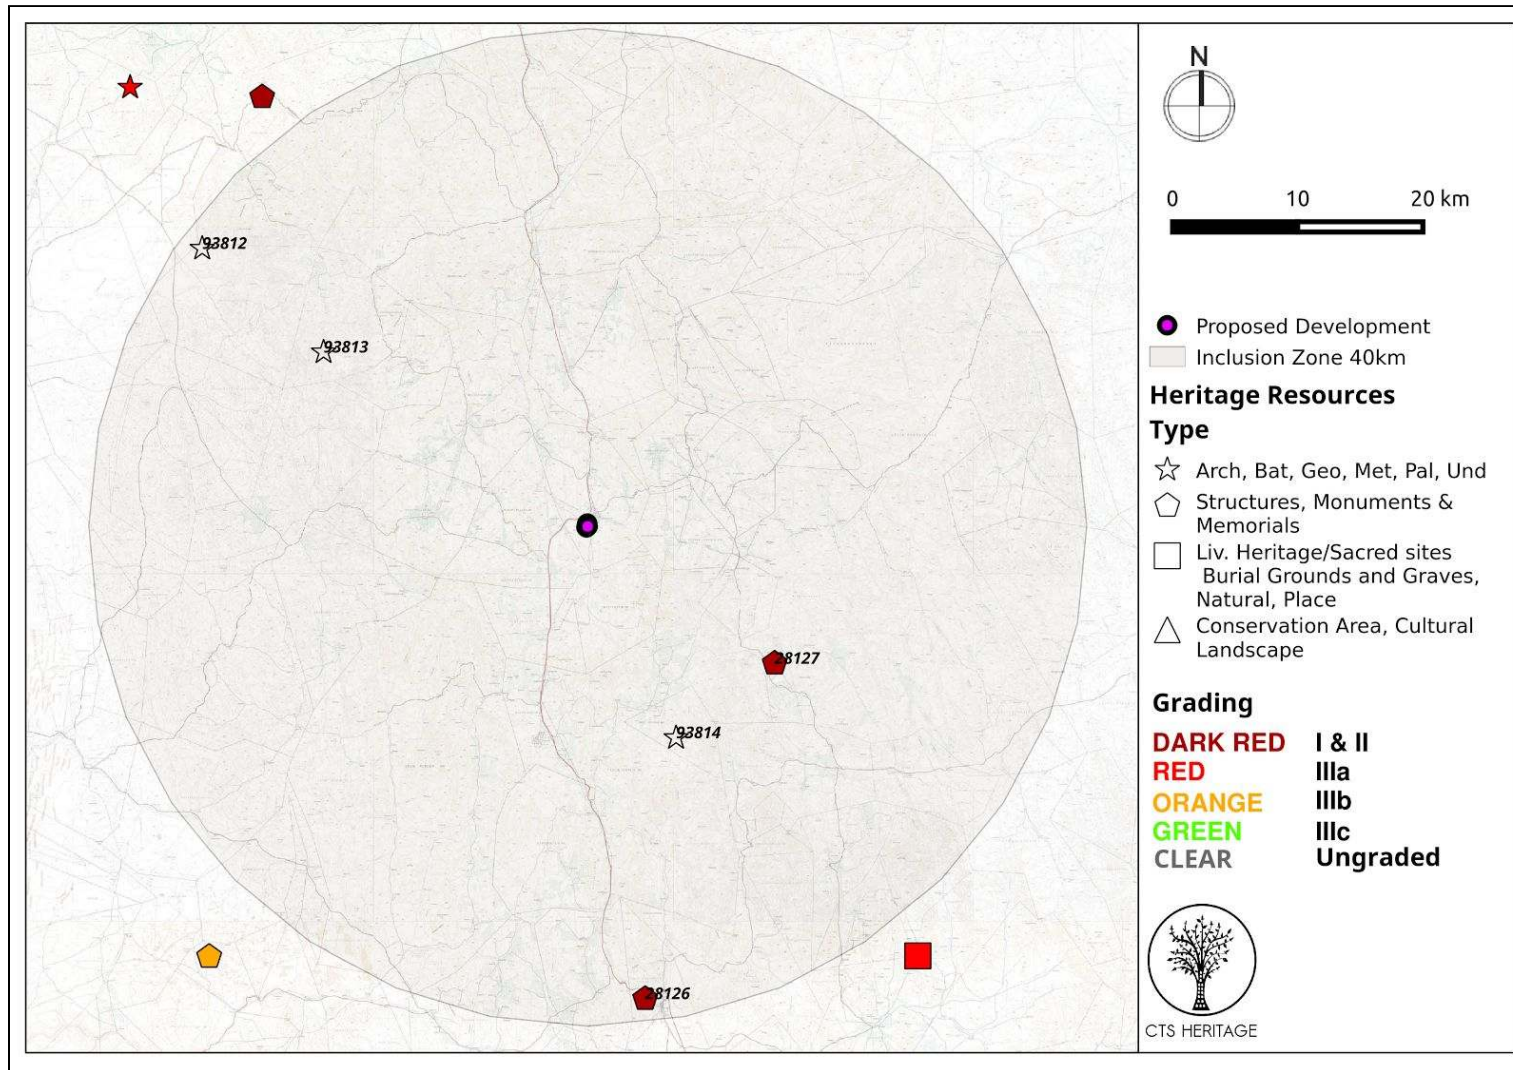 93812
93813
28127
93814
28126
N
0 10 20 km
Proposed Development
Inclusion Zone 40km
Heritage Resources
Type
Arch, Bat, Geo, Met, Pal, Und
Structures, Monuments &
Memorials
Liv. Heritage/Sacred sites
Burial Grounds and Graves,
Natural, Place
Conservation Area, Cultural
Landscape
Grading
DARK RED I & II
RED IIIa
ORANGE IIIb
GREEN IIIc
CLEAR Ungraded
CTS HERITAGE